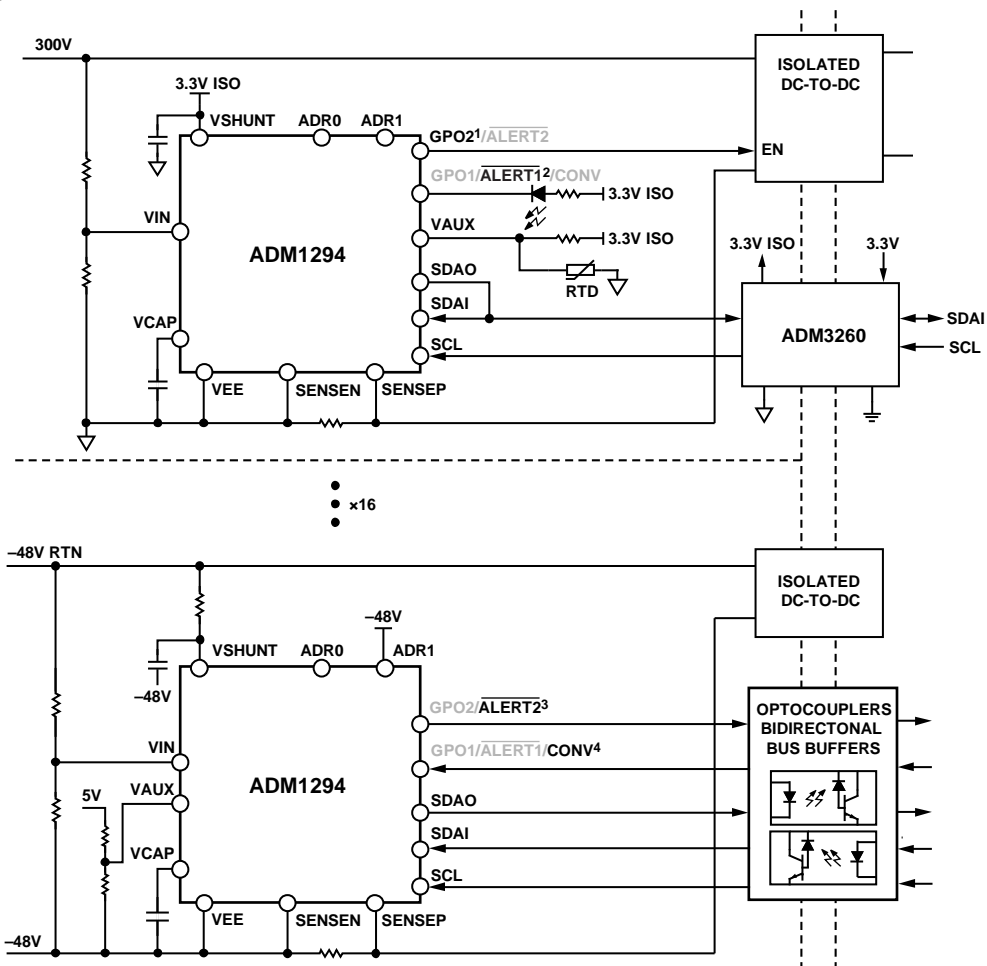 300V
ISOLATED
DC-TO-DC
3.3V ISO
VSHUNT ADR0 ADR1
GPO2¹/ALERT2
EN
GPO1/ALERT1²/CONV
3.3V ISO
VIN
VAUX
3.3V ISO
3.3V ISO 3.3V
ADM1294
SDAO
RTD
SDAI
SDAI
VCAP
ADM3260
SCL
SCL
VEE SENSEN SENSEP
×16
–48V RTN
ISOLATED
DC-TO-DC
–48V
VSHUNT ADR0 ADR1
–48V
GPO2/ALERT2³
OPTOCOUPLERS
BIDIRECTONAL
BUS BUFFERS
VIN
GPO1/ALERT1/CONV⁴
ADM1294
VAUX
5V
SDAO
SDAI
VCAP
SCL
VEE SENSEN SENSEP
–48V